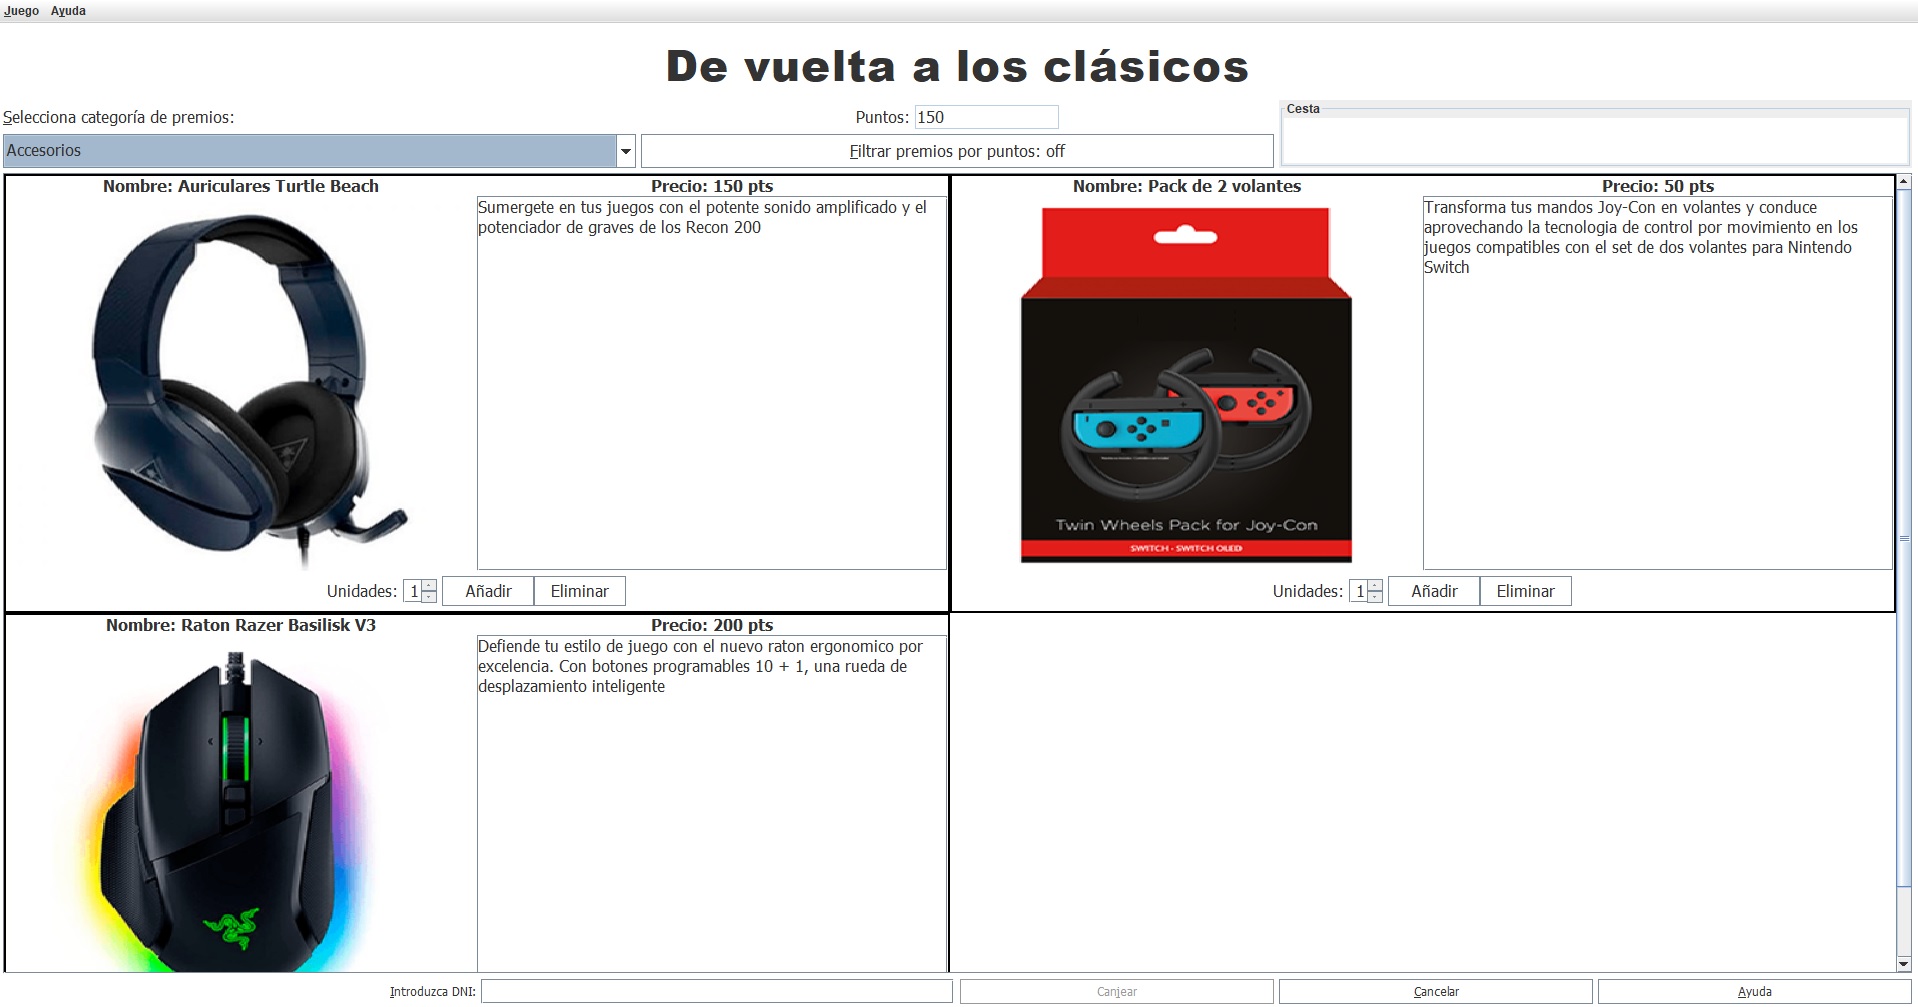 Juego Ayuda
De vuelta a los clásicos
Selecciona categoría de premios:
Puntos: 150
Cesta
Accesorios
Filtrar premios por puntos: off
Nombre: Auriculares Turtle Beach
Precio: 150 pts
Sumergete en tus juegos con el potente sonido amplificado y el
potenciador de graves de los Recon 200
Unidades: 1 Añadir Eliminar
Nombre: Pack de 2 volantes
Precio: 50 pts
Transforma tus mandos Joy-Con en volantes y conduce
aprovechando la tecnologia de control por movimiento en los
juegos compatibles con el set de dos volantes para Nintendo
Switch
Twin Wheels Pack for Joy-Con
SWITCH - SWITCH OLED
Unidades: 1 Añadir Eliminar
Nombre: Raton Razer Basilisk V3
Precio: 200 pts
Defiende tu estilo de juego con el nuevo raton ergonomico por
excelencia. Con botones programables 10 + 1, una rueda de
desplazamiento inteligente
Introduzca DNI:
Canjear
Cancelar
Ayuda